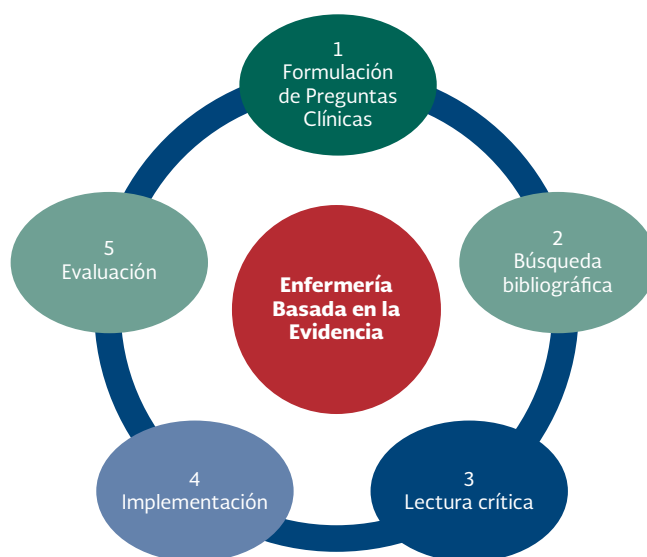 1
Formulación
de Preguntas
Clínicas
2
Búsqueda
bibliográfica
3
Lectura crítica
4
Implementación
5
Evaluación
Enfermería
Basada en la
Evidencia